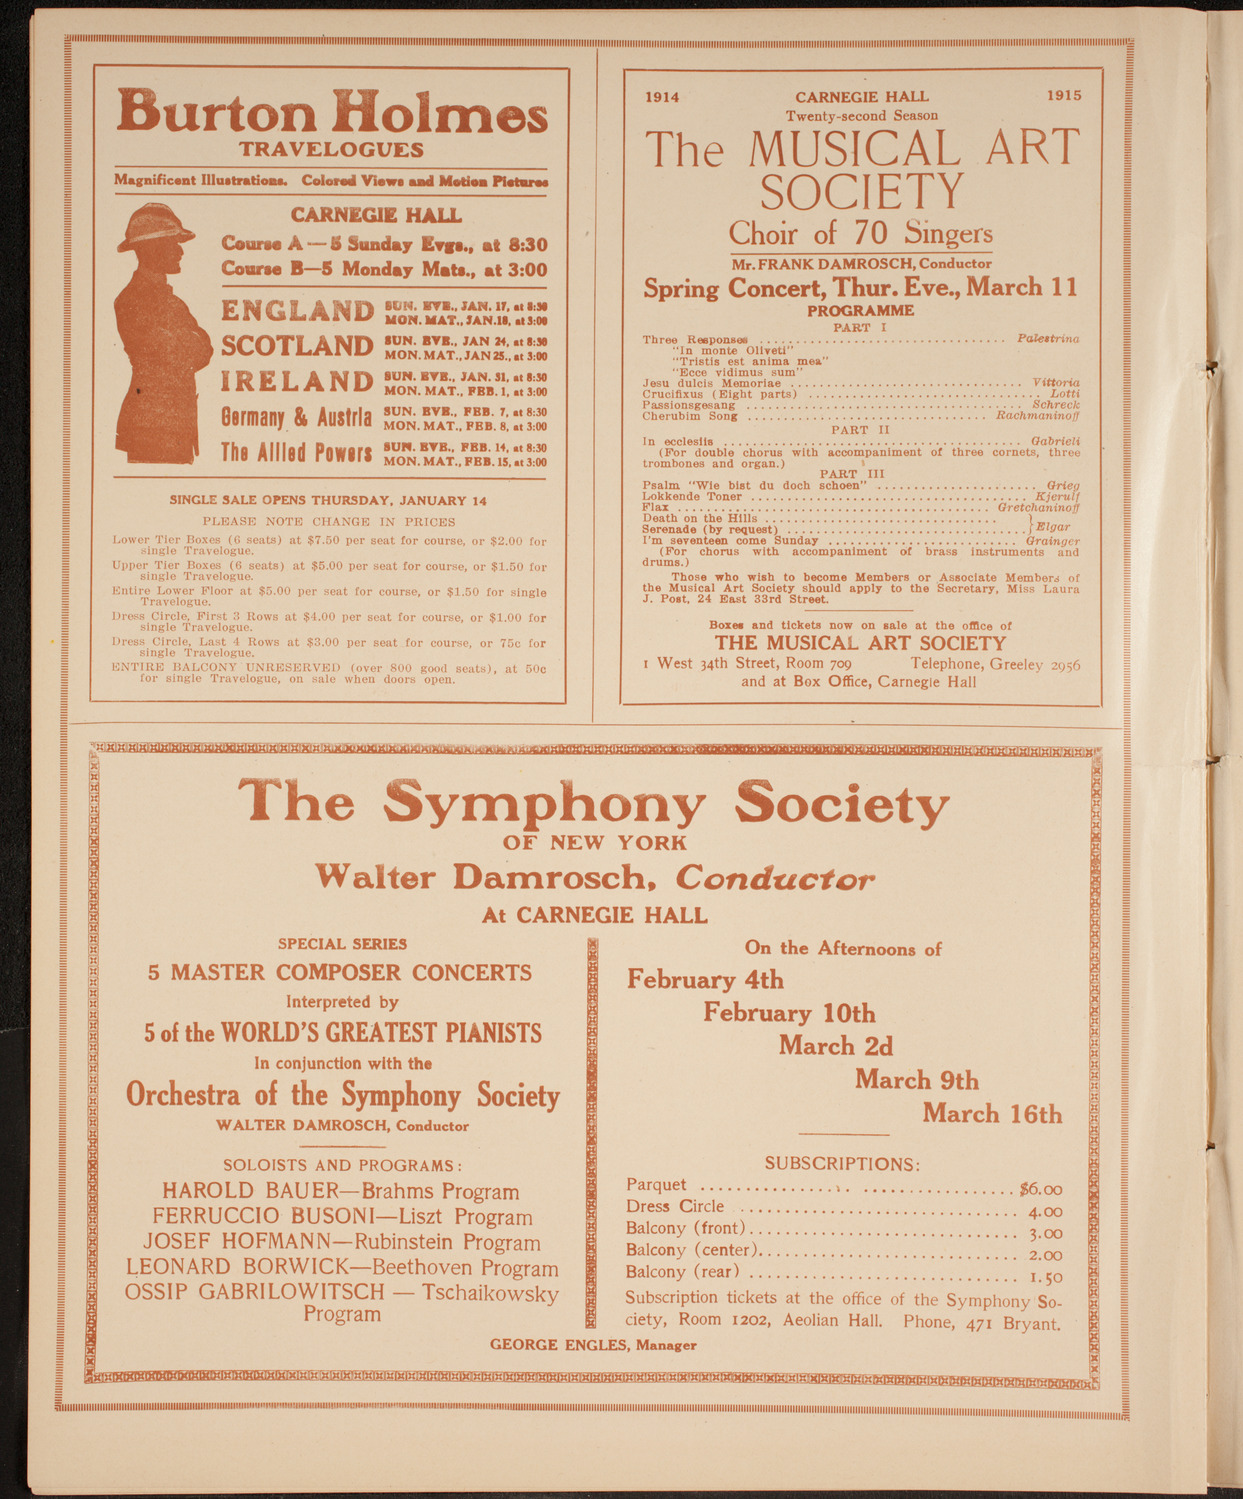 Burton Holmes
TRAVELOGUES
Magnificent Illustrations. Colored Views and Motion Pictures
CARNEGIE HALL
Course A — 5 Sunday Evgs., at 8:30
Course B—5 Monday Mats., at 3:00
ENGLAND SUN. EVE., JAN. 17, at 8:30
MON. MAT., JAN. 18, at 3:00
SCOTLAND SUN. EVE., JAN 24, at 8:30
MON. MAT., JAN 25., at 3:00
IRELAND SUN. EVE., JAN. 31, at 8:30
MON. MAT., FEB. 1, at 3:00
Germany & Austria SUN. EVE., FEB. 7, at 8:30
MON. MAT., FEB. 8, at 3:00
The Allied Powers SUN. EVE., FEB. 14, at 8:30
MON. MAT., FEB. 15, at 3:00
SINGLE SALE OPENS THURSDAY, JANUARY 14
PLEASE NOTE CHANGE IN PRICES
Lower Tier Boxes (6 seats) at $7.50 per seat for course, or $2.00 for
single Travelogue.
Upper Tier Boxes (6 seats) at $5.00 per seat for course, or $1.50 for
single Travelogue.
Entire Lower Floor at $5.00 per seat for course, or $1.50 for single
Travelogue.
Dress Circle, First 3 Rows at $4.00 per seat for course, or $1.00 for
single Travelogue.
Dress Circle, Last 4 Rows at $3.00 per seat for course, or 75c for
single Travelogue.
ENTIRE BALCONY UNRESERVED (over 800 good seats), at 50c
for single Travelogue, on sale when doors open.
1914 CARNEGIE HALL 1915
Twenty-second Season
The MUSICAL ART
SOCIETY
Choir of 70 Singers
Mr. FRANK DAMROSCH, Conductor
Spring Concert, Thur. Eve., March 11
PROGRAMME
PART I
Three Responses .......... Palestrina
"In monte Oliveti"
"Tristis est anima mea"
"Ecce vidimus sum"
Jesu dulcis Memoriae .......... Vittoria
Crucifixus (Eight parts) .......... Lotti
Passionsgesang .......... Schreck
Cherubim Song .......... Rachmaninoff
PART II
In ecclesiis .......... Gabrieli
(For double chorus with accompaniment of three cornets, three
trombones and organ.)
PART III
Psalm "Wie bist du doch schoen" .......... Grieg
Lokkende Toner .......... Kjerulf
Flax .......... Gretchaninoff
Death on the Hills ..........
Serenade (by request) .......... } Elgar
I'm seventeen come Sunday .......... Grainger
(For chorus with accompaniment of brass instruments and
drums.)
Those who wish to become Members or Associate Members of
the Musical Art Society should apply to the Secretary, Miss Laura
J. Post, 24 East 33rd Street.
Boxes and tickets now on sale at the office of
THE MUSICAL ART SOCIETY
1 West 34th Street, Room 709 Telephone, Greeley 2956
and at Box Office, Carnegie Hall
The Symphony Society
OF NEW YORK
Walter Damrosch, Conductor
At CARNEGIE HALL
SPECIAL SERIES
5 MASTER COMPOSER CONCERTS
Interpreted by
5 of the WORLD'S GREATEST PIANISTS
In conjunction with the
Orchestra of the Symphony Society
WALTER DAMROSCH, Conductor
SOLOISTS AND PROGRAMS:
HAROLD BAUER—Brahms Program
FERRUCCIO BUSONI—Liszt Program
JOSEF HOFMANN—Rubinstein Program
LEONARD BORWICK—Beethoven Program
OSSIP GABRILOWITSCH — Tschaikowsky
Program
On the Afternoons of
February 4th
February 10th
March 2d
March 9th
March 16th
SUBSCRIPTIONS:
Parquet .......... $6.00
Dress Circle .......... 4.00
Balcony (front) .......... 3.00
Balcony (center) .......... 2.00
Balcony (rear) .......... 1.50
Subscription tickets at the office of the Symphony So-
ciety, Room 1202, Aeolian Hall. Phone, 471 Bryant.
GEORGE ENGLES, Manager